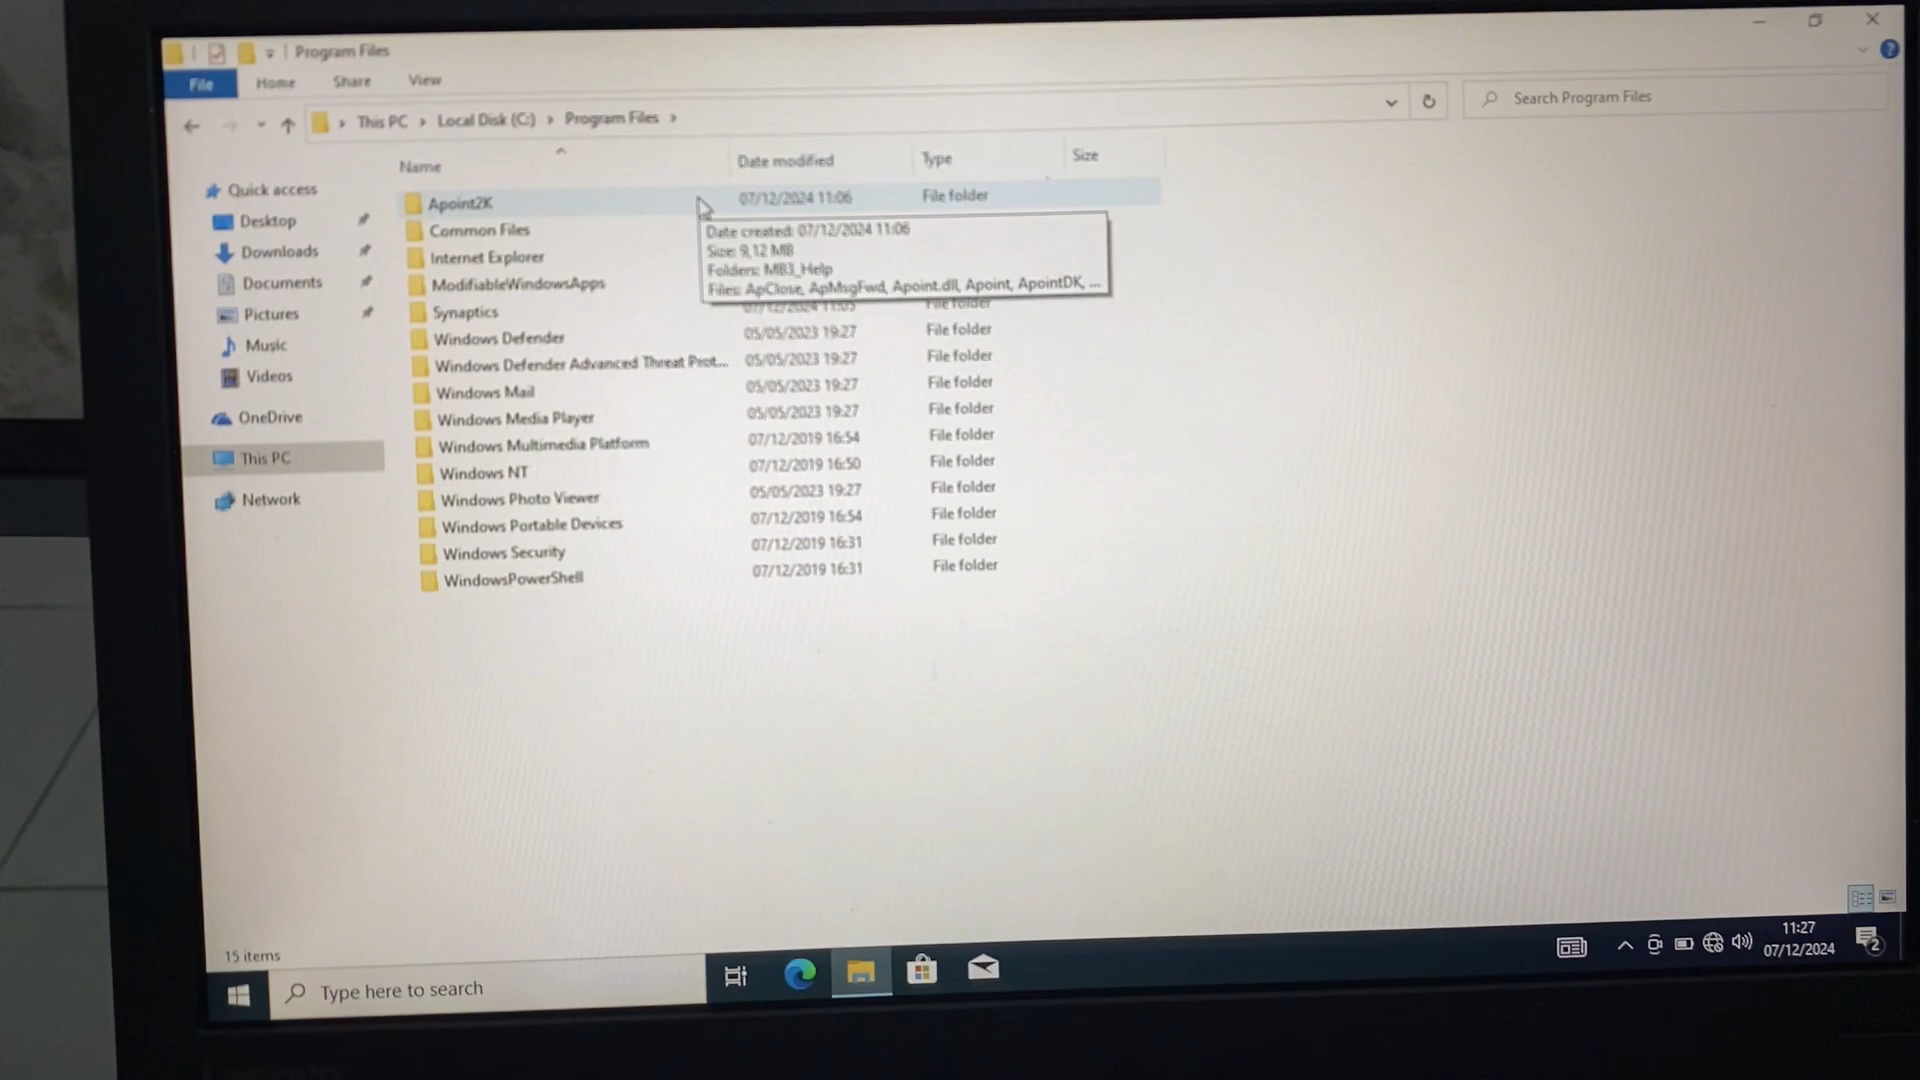 Program Files
File Home Share View
This PC Local Disk (C:) Program Files
Search Program Files
Name Date modified Type Size
Quick access
Desktop
Downloads
Documents
Pictures
Music
Videos
OneDrive
This PC
Network
Apoint2K 07/12/2024 11:06 File folder
Common Files
Internet Explorer
ModifiableWindowsApps
Date created: 07/12/2024 11:06
Size: 9,12 MB
Folders: MB3_Help
Files: ApClose, ApMsgFwd, Apoint.dll, Apoint, ApointDK, ...
Synaptics 07/12/2024 11:05 File folder
Windows Defender 05/05/2023 19:27 File folder
Windows Defender Advanced Threat Prot... 05/05/2023 19:27 File folder
Windows Mail 05/05/2023 19:27 File folder
Windows Media Player 05/05/2023 19:27 File folder
Windows Multimedia Platform 07/12/2019 16:54 File folder
Windows NT 07/12/2019 16:50 File folder
Windows Photo Viewer 05/05/2023 19:27 File folder
Windows Portable Devices 07/12/2019 16:54 File folder
Windows Security 07/12/2019 16:31 File folder
WindowsPowerShell 07/12/2019 16:31 File folder
15 items
Type here to search
11:27
07/12/2024
2